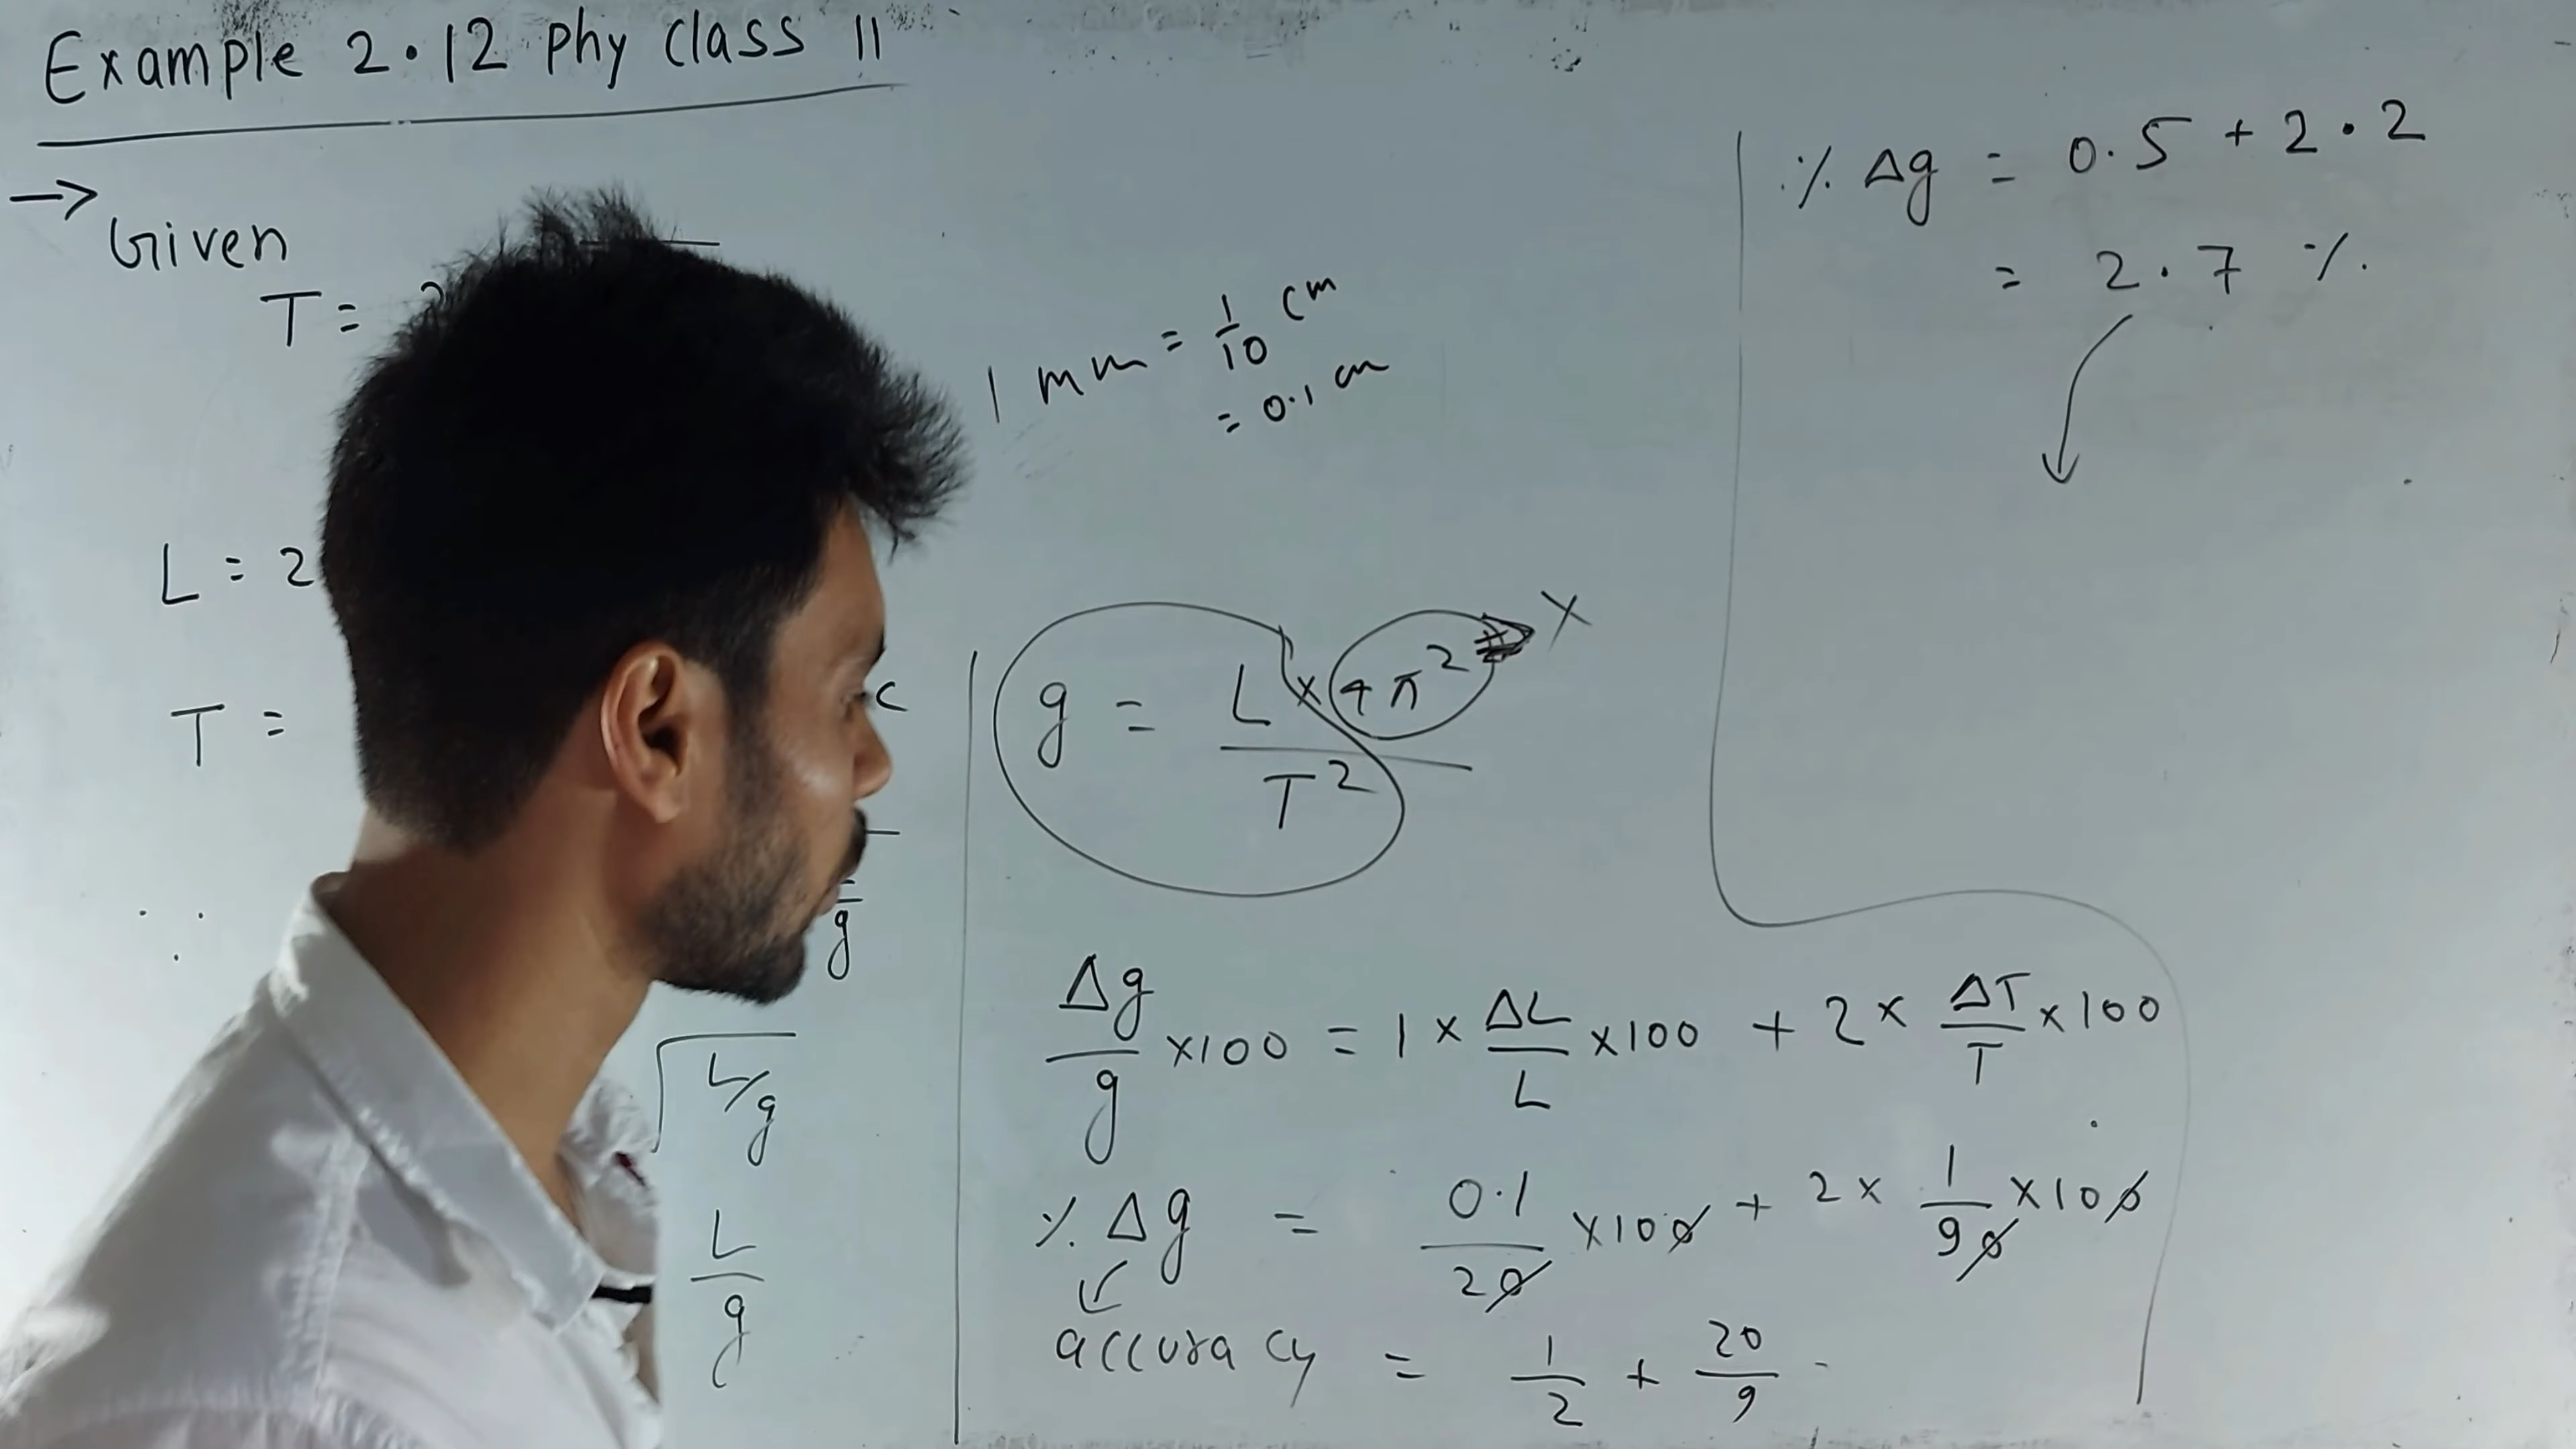 Example 2.12 Phy class 11
→
Given
T =
L = 2
T =
c
∵
g
√L/g
L/g
1 mm = 1/10 cm
= 0.1 cm
g = L × 4π² / T²
X
Δg/g ×100 = 1 × ΔL/L ×100 + 2 × ΔT/T ×100
% Δg = 0.1/20 ×100 + 2 × 1/90 ×100
accuracy = 1/2 + 20/9
% Δg = 0.5 + 2.2
= 2.7 %